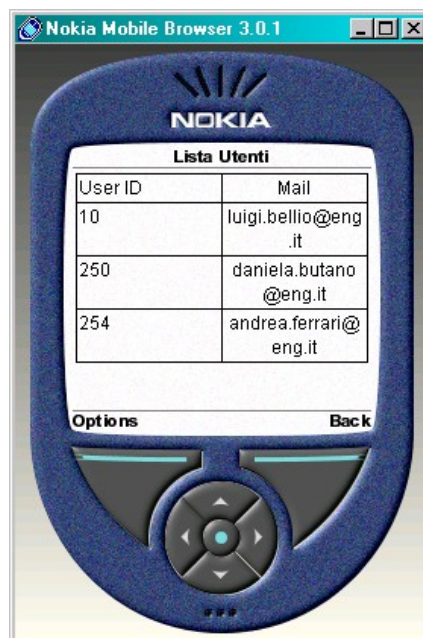 Nokia Mobile Browser 3.0.1
NOKIA
Lista Utenti
User ID Mail
10 luigi.bellio@eng
.it
250 daniela.butano
@eng.it
254 andrea.ferrari@
eng.it
Options Back